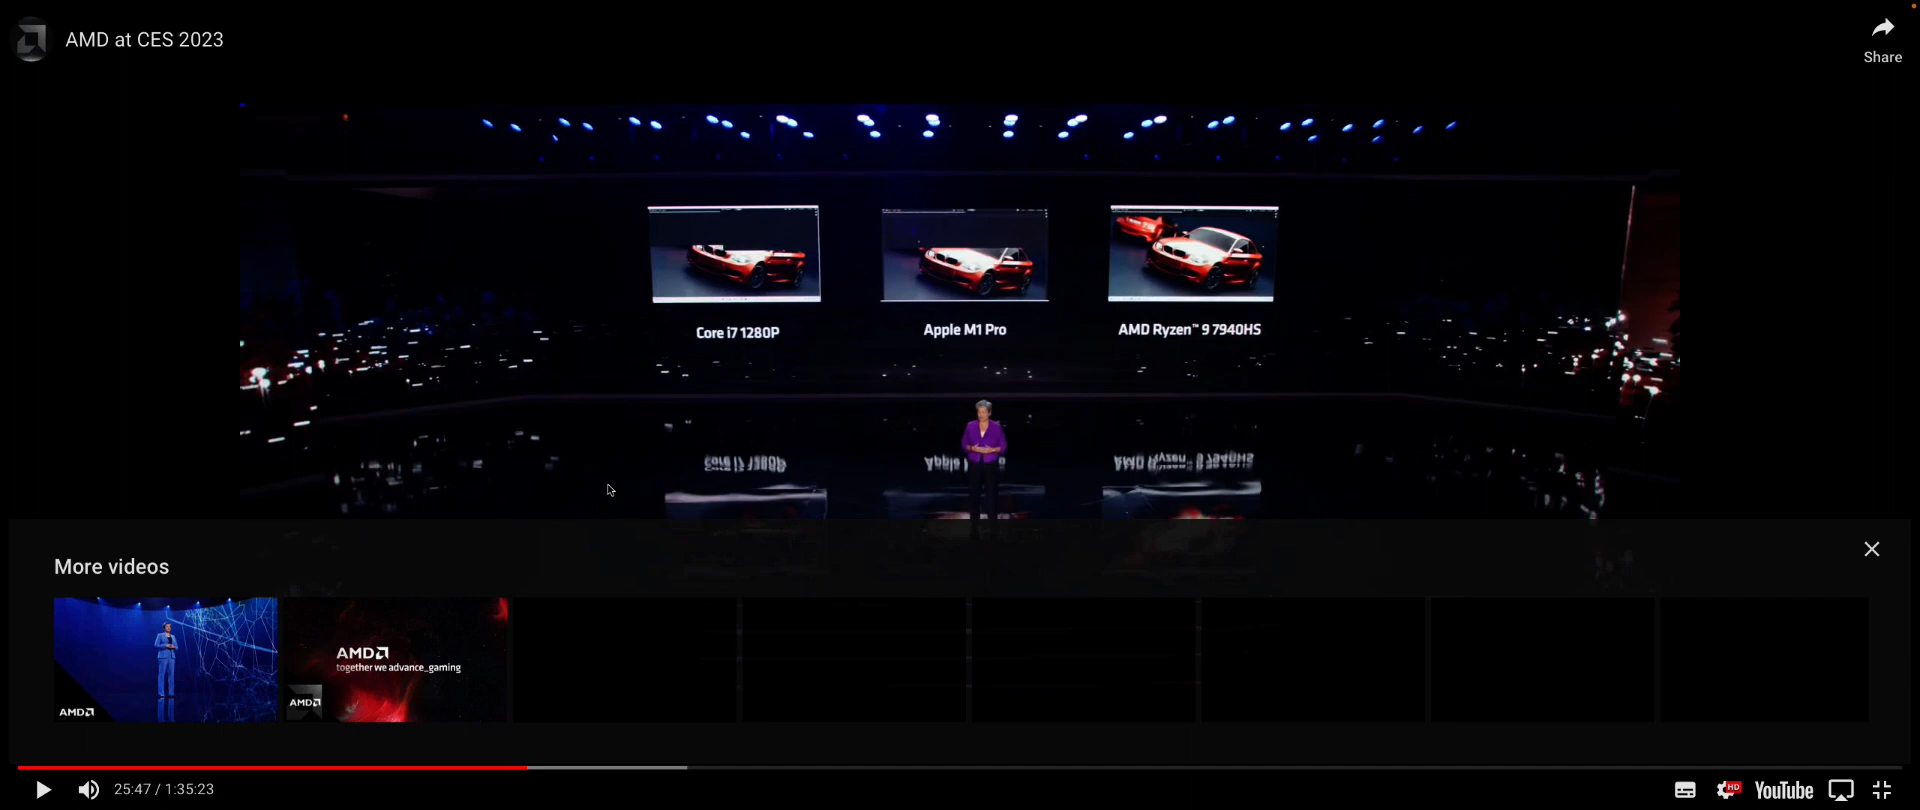 AMD at CES 2023
Share
Core i7 1280P
Apple M1 Pro
AMD Ryzen™ 9 7940HS
More videos
AMD
AMD
together we advance_gaming
AMD
25:47 / 1:35:23
HD
YouTube